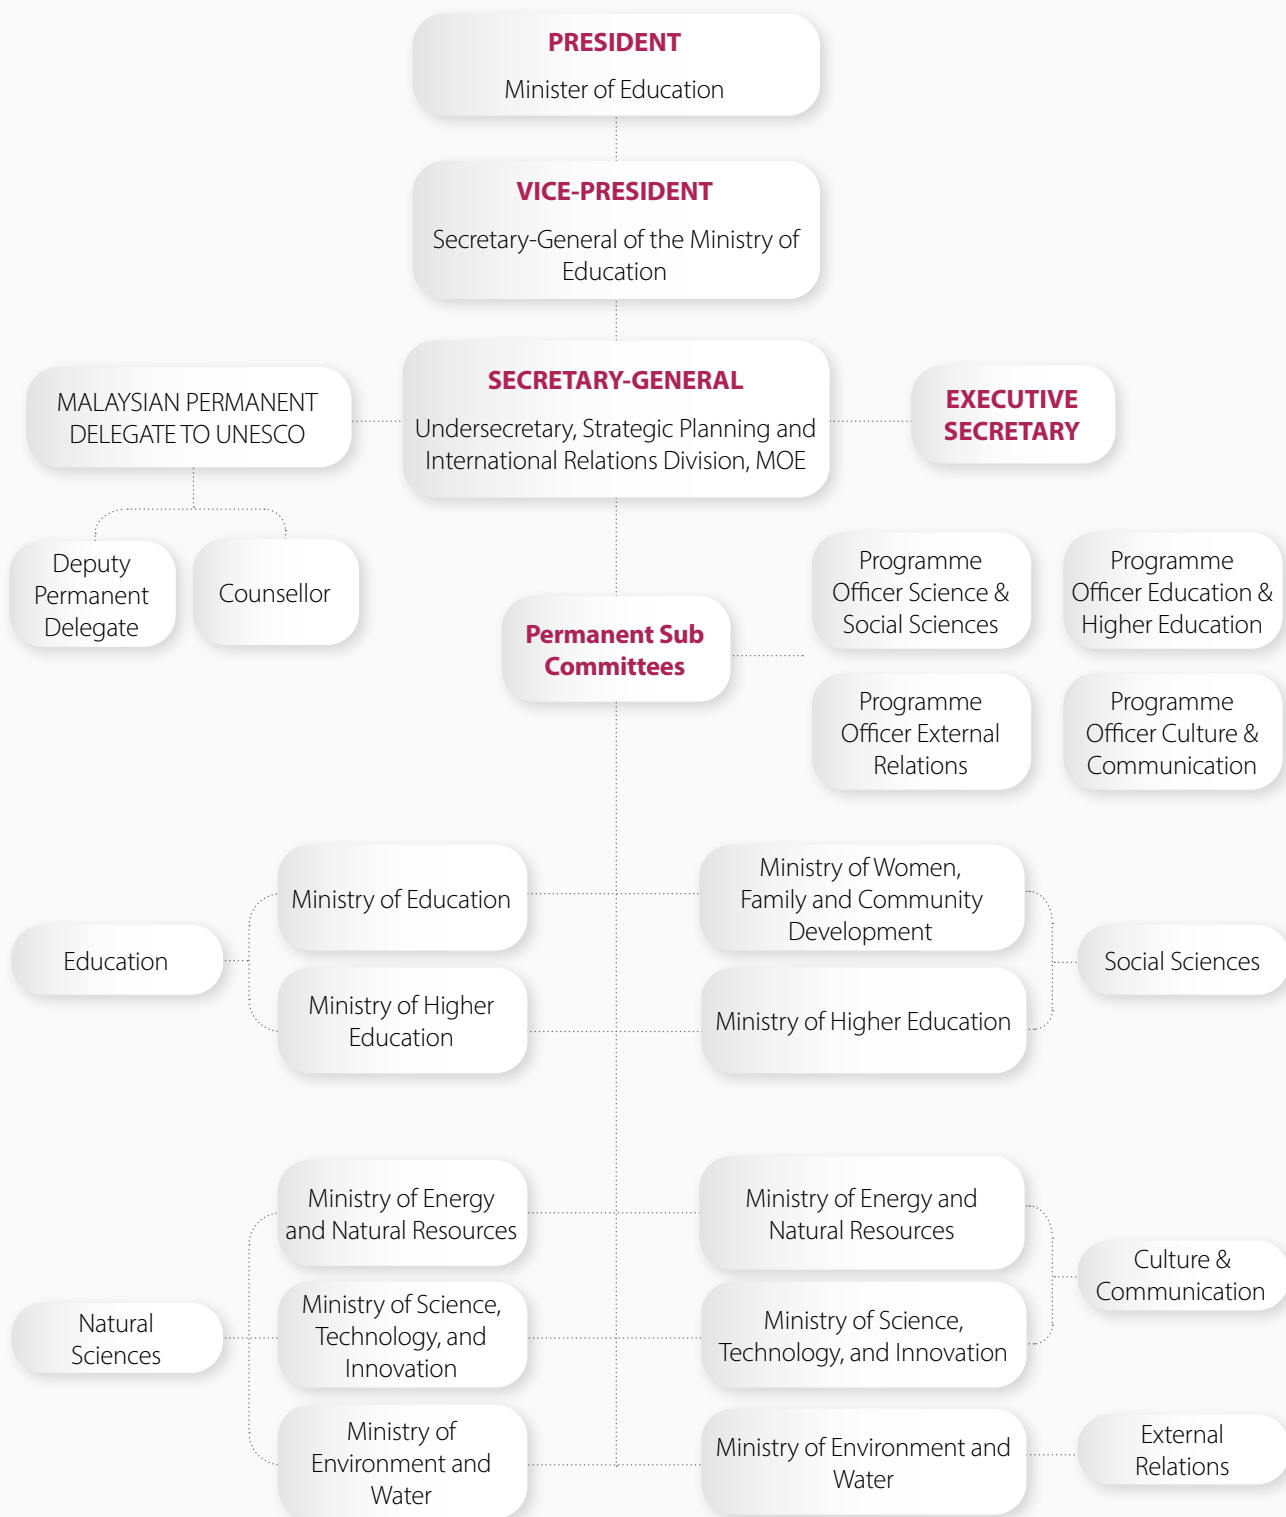 PRESIDENT
Minister of Education
VICE-PRESIDENT
Secretary-General of the Ministry of
Education
SECRETARY-GENERAL
Undersecretary, Strategic Planning and
International Relations Division, MOE
MALAYSIAN PERMANENT
DELEGATE TO UNESCO
EXECUTIVE
SECRETARY
Deputy
Permanent
Delegate
Counsellor
Permanent Sub
Committees
Programme
Officer Science &
Social Sciences
Programme
Officer Education &
Higher Education
Programme
Officer External
Relations
Programme
Officer Culture &
Communication
Education
Ministry of Education
Ministry of Higher
Education
Ministry of Women,
Family and Community
Development
Ministry of Higher Education
Social Sciences
Natural
Sciences
Ministry of Energy
and Natural Resources
Ministry of Science,
Technology, and
Innovation
Ministry of
Environment and
Water
Ministry of Energy and
Natural Resources
Ministry of Science,
Technology, and Innovation
Culture &
Communication
Ministry of Environment and
Water
External
Relations